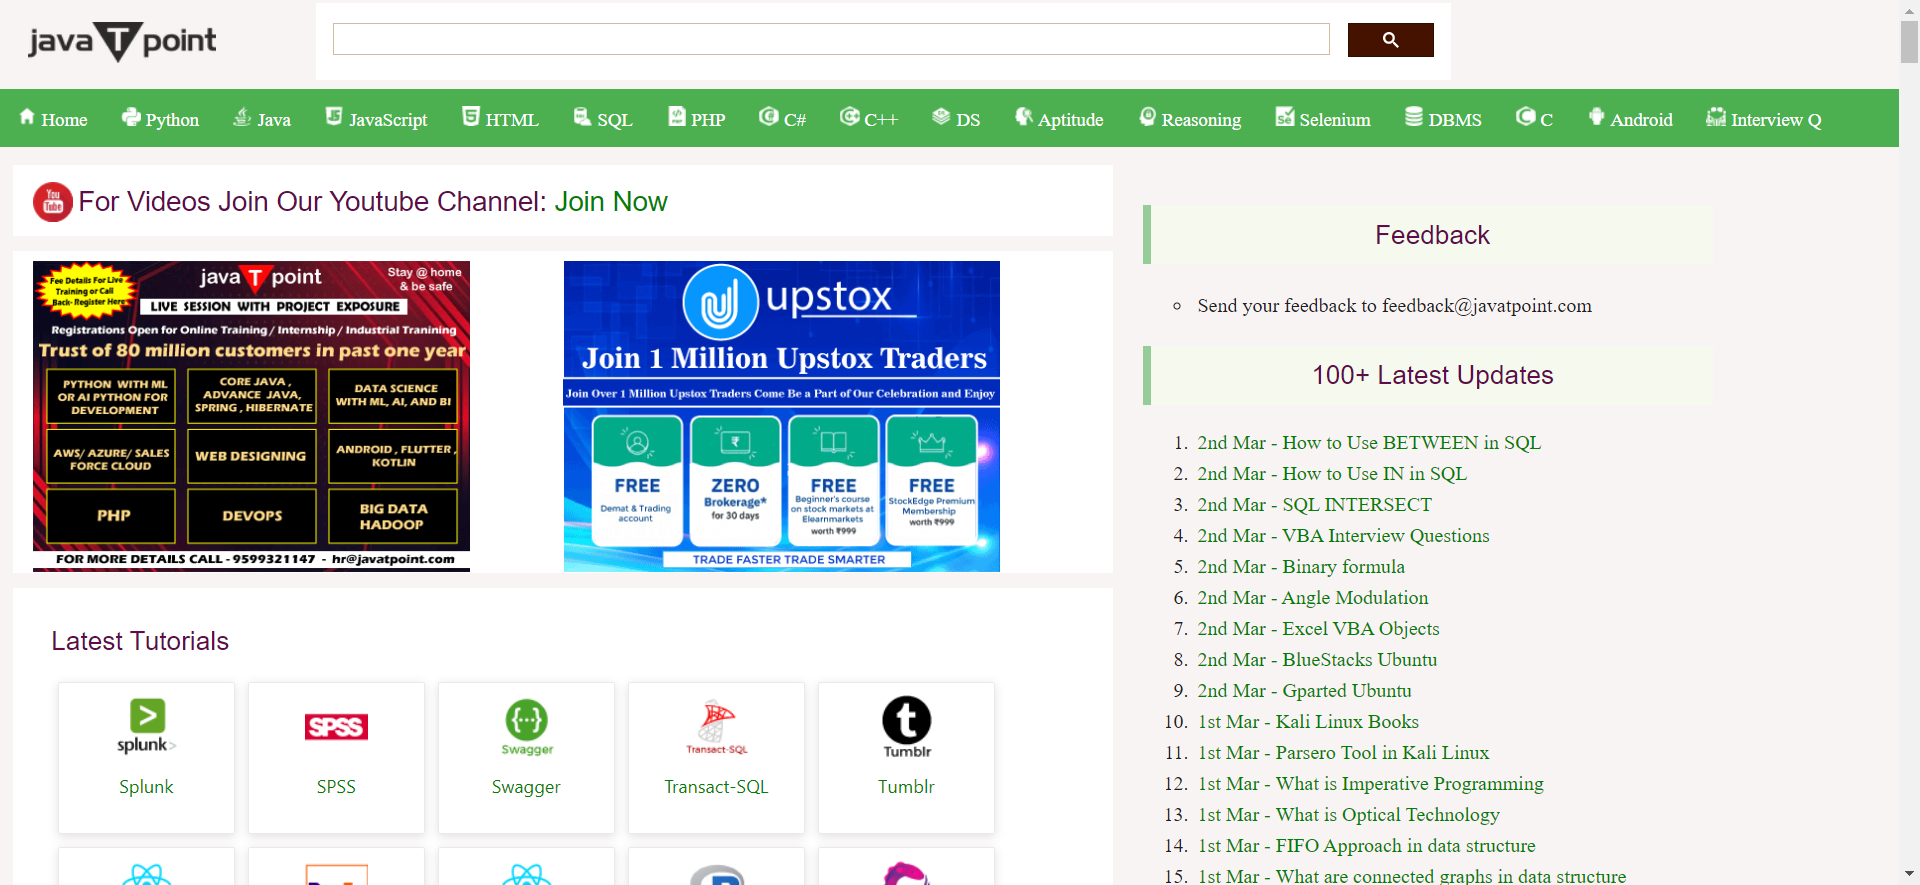 javaTpoint
Home Python Java JavaScript HTML SQL PHP C# C++ DS Aptitude Reasoning Selenium DBMS C Android Interview Q
You
Tube
For Videos Join Our Youtube Channel: Join Now
Fee Details For Live
Training or Call
Back- Register Here
javaTpoint
Stay @ home
& be safe
LIVE SESSION WITH PROJECT EXPOSURE
Registrations Open for Online Training/ Internship/ Industrial Tranining
Trust of 80 million customers in past one year
PYTHON WITH ML
OR AI PYTHON FOR
DEVELOPMENT
CORE JAVA ,
ADVANCE JAVA,
SPRING , HIBERNATE
DATA SCIENCE
WITH ML, AI, AND BI
AWS/ AZURE/ SALES
FORCE CLOUD
WEB DESIGNING
ANDROID , FLUTTER ,
KOTLIN
PHP
DEVOPS
BIG DATA
HADOOP
FOR MORE DETAILS CALL - 9599321147 - hr@javatpoint.com
upstox
Join 1 Million Upstox Traders
Join Over 1 Million Upstox Traders Come Be a Part of Our Celebration and Enjoy
FREE
Demat & Trading
account
ZERO
Brokerage*
for 30 days
FREE
Beginner's course
on stock markets at
Elearnmarkets
worth ₹999
FREE
StockEdge Premium
Membership
worth ₹999
TRADE FASTER TRADE SMARTER
Latest Tutorials
splunk>
Splunk
SPSS
SPSS
Swagger
Swagger
Transact-SQL
Transact-SQL
t
Tumblr
Tumblr
Feedback
Send your feedback to feedback@javatpoint.com
100+ Latest Updates
1. 2nd Mar - How to Use BETWEEN in SQL
2. 2nd Mar - How to Use IN in SQL
3. 2nd Mar - SQL INTERSECT
4. 2nd Mar - VBA Interview Questions
5. 2nd Mar - Binary formula
6. 2nd Mar - Angle Modulation
7. 2nd Mar - Excel VBA Objects
8. 2nd Mar - BlueStacks Ubuntu
9. 2nd Mar - Gparted Ubuntu
10. 1st Mar - Kali Linux Books
11. 1st Mar - Parsero Tool in Kali Linux
12. 1st Mar - What is Imperative Programming
13. 1st Mar - What is Optical Technology
14. 1st Mar - FIFO Approach in data structure
15. 1st Mar - What are connected graphs in data structure